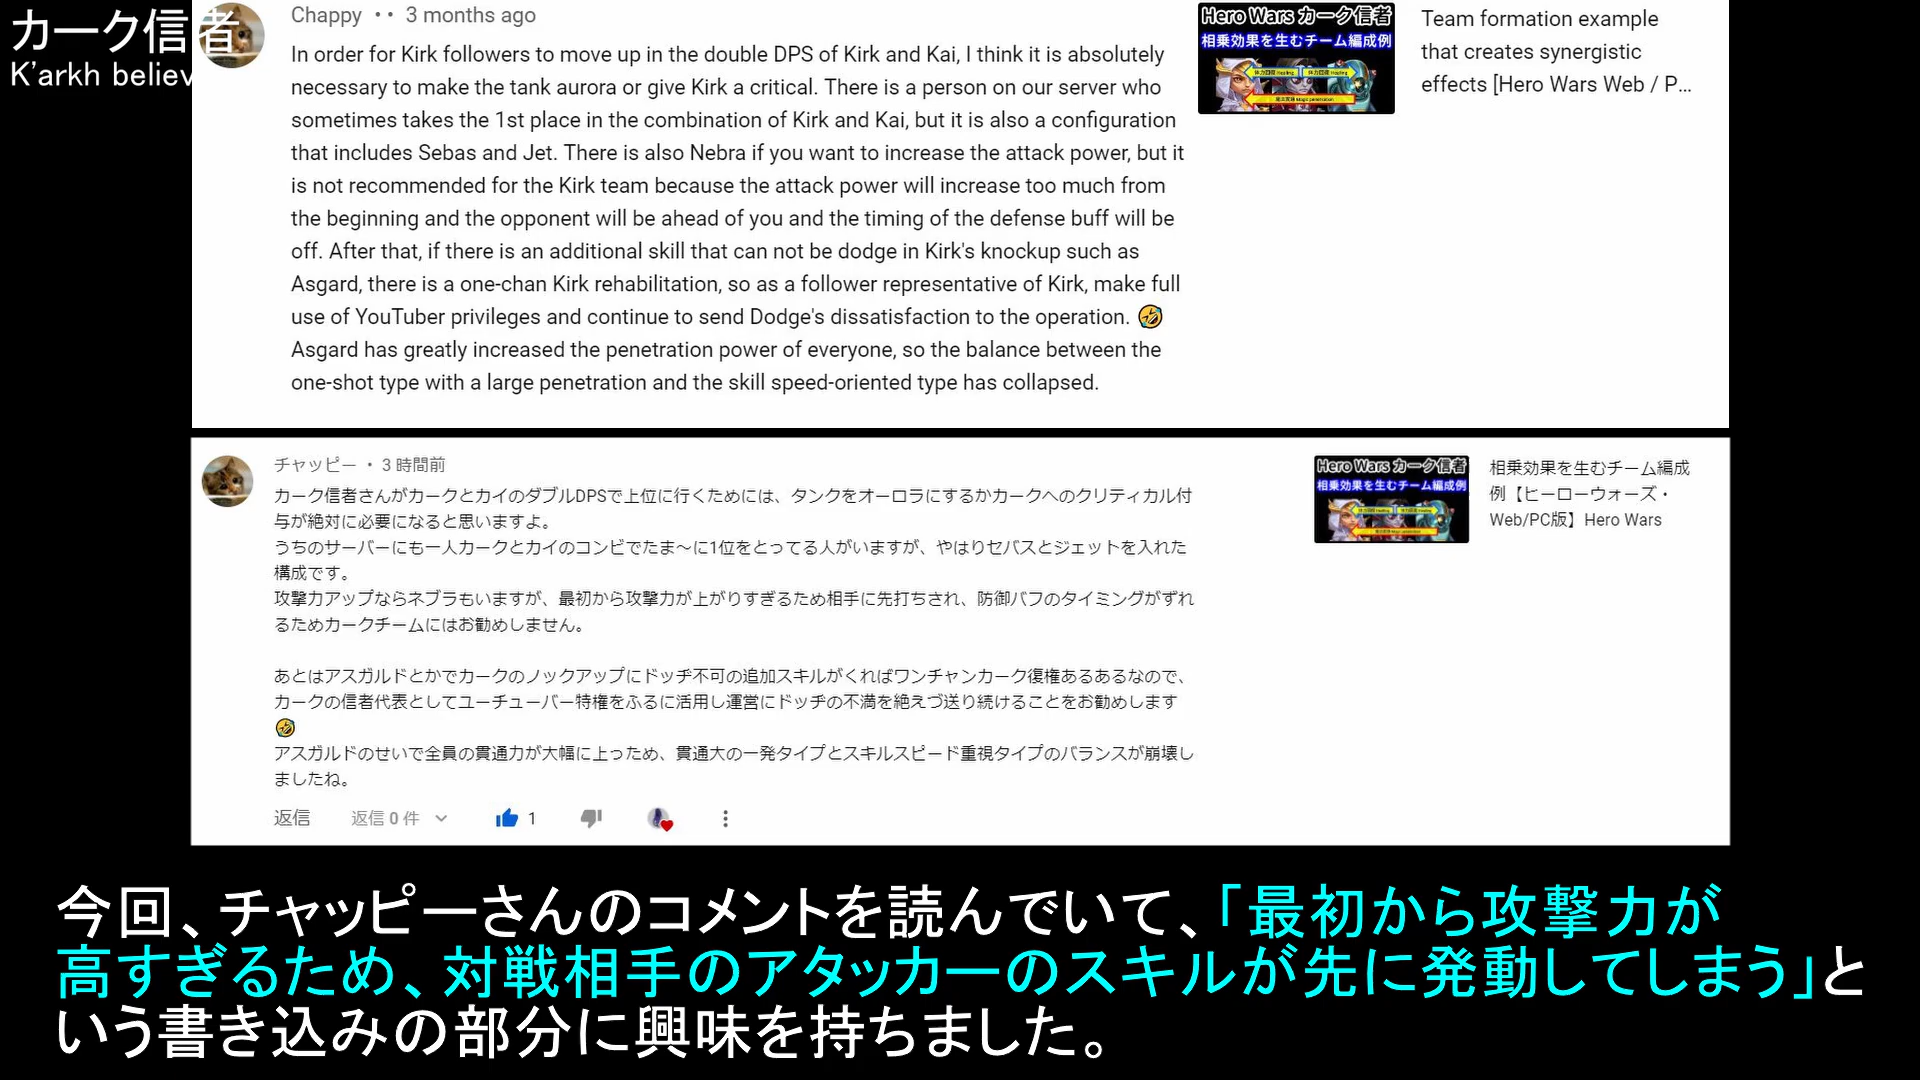 カーク信者
K'arkh believ
Chappy •• 3 months ago
In order for Kirk followers to move up in the double DPS of Kirk and Kai, I think it is absolutely
necessary to make the tank aurora or give Kirk a critical. There is a person on our server who
sometimes takes the 1st place in the combination of Kirk and Kai, but it is also a configuration
that includes Sebas and Jet. There is also Nebra if you want to increase the attack power, but it
is not recommended for the Kirk team because the attack power will increase too much from
the beginning and the opponent will be ahead of you and the timing of the defense buff will be
off. After that, if there is an additional skill that can not be dodge in Kirk's knockup such as
Asgard, there is a one-chan Kirk rehabilitation, so as a follower representative of Kirk, make full
use of YouTuber privileges and continue to send Dodge's dissatisfaction to the operation. 🤣
Asgard has greatly increased the penetration power of everyone, so the balance between the
one-shot type with a large penetration and the skill speed-oriented type has collapsed.
Hero Wars カーク信者
相乗効果を生むチーム編成例
体力回復 Healing 体力回復 Healing
魔法貫通 Magic penetration
Team formation example
that creates synergistic
effects [Hero Wars Web / P...
チャッピー • 3 時間前
カーク信者さんがカークとカイのダブルDPSで上位に行くためには、タンクをオーロラにするかカークへのクリティカル付
与が絶対に必要になると思いますよ。
うちのサーバーにも一人カークとカイのコンビでたま〜に1位をとってる人がいますが、やはりセバスとジェットを入れた
構成です。
攻撃力アップならネブラもいますが、最初から攻撃力が上がりすぎるため相手に先打ちされ、防御バフのタイミングがずれ
るためカークチームにはお勧めしません。
あとはアスガルドとかでカークのノックアップにドッヂ不可の追加スキルがくればワンチャンカーク復権あるあるなので、
カークの信者代表としてユーチューバー特権をふるに活用し運営にドッヂの不満を絶えづ送り続けることをお勧めします
🤣
アスガルドのせいで全員の貫通力が大幅に上っため、貫通大の一発タイプとスキルスピード重視タイプのバランスが崩壊し
ましたね。
返信 返信 0 件 1
Hero Wars カーク信者
相乗効果を生むチーム編成例
相乗効果を生むチーム編成
例【ヒーローウォーズ・
Web/PC版】Hero Wars
今回、チャッピーさんのコメントを読んでいて、「最初から攻撃力が
高すぎるため、対戦相手のアタッカーのスキルが先に発動してしまう」と
いう書き込みの部分に興味を持ちました。